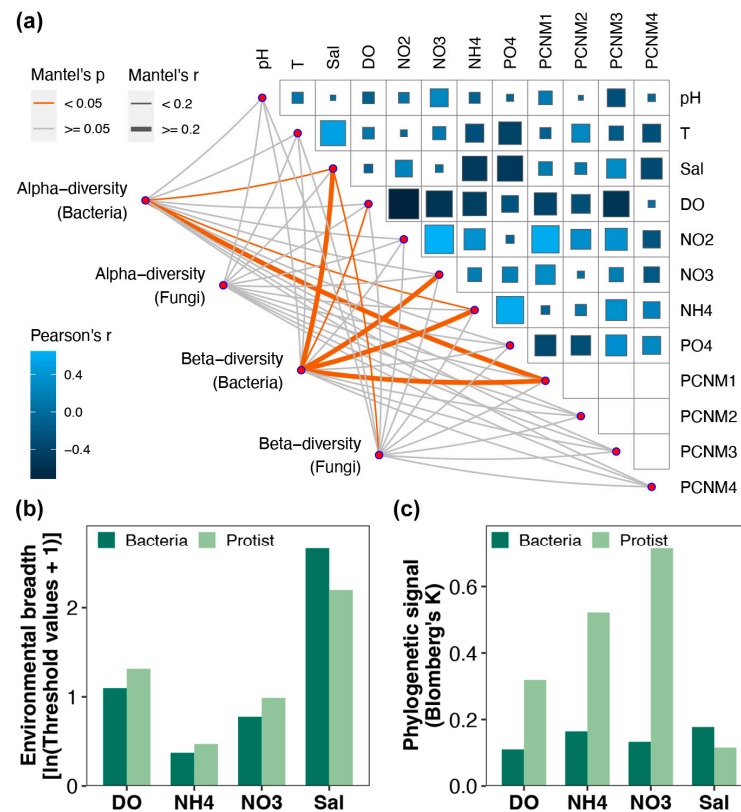 (a)
pH T Sal DO NO2 NO3 NH4 PO4 PCNM1 PCNM2 PCNM3 PCNM4
Mantel's p Mantel's r
< 0.05 < 0.2
>= 0.05 >= 0.2
pH
T
Sal
DO
NO2
NO3
NH4
PO4
PCNM1
PCNM2
PCNM3
PCNM4
Alpha−diversity
(Bacteria)
Alpha−diversity
(Fungi)
Beta−diversity
(Bacteria)
Beta−diversity
(Fungi)
Pearson's r
0.4
0.0
−0.4
(b)
Bacteria Protist
Environmental breadth
[ln(Threshold values + 1)]
2
1
0
DO NH4 NO3 Sal
(c)
Bacteria Protist
Phylogenetic signal
(Blomberg's K)
0.6
0.4
0.2
0.0
DO NH4 NO3 Sal